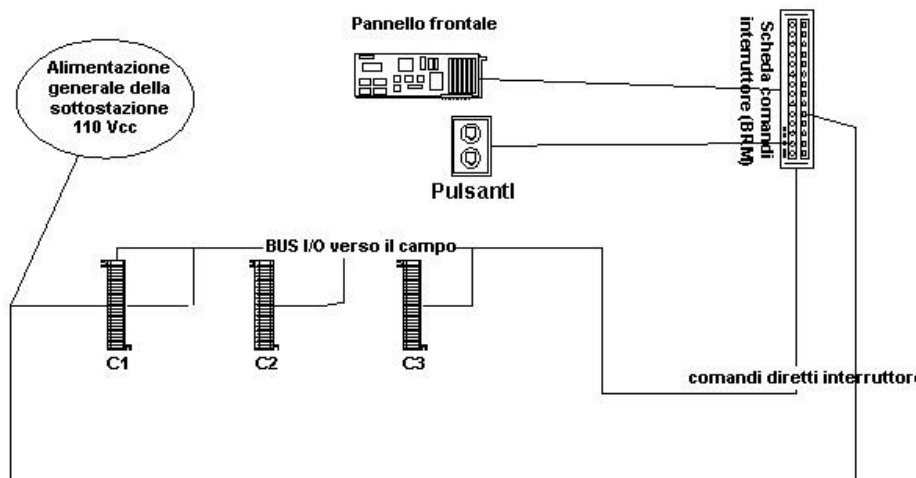 Pannello frontale
Alimentazione
generale della
sottostazione
110 Vcc
Scheda comandi
interruttore (BRM)
Pulsanti
BUS I/O verso il campo
C1
C2
C3
comandi diretti interruttore